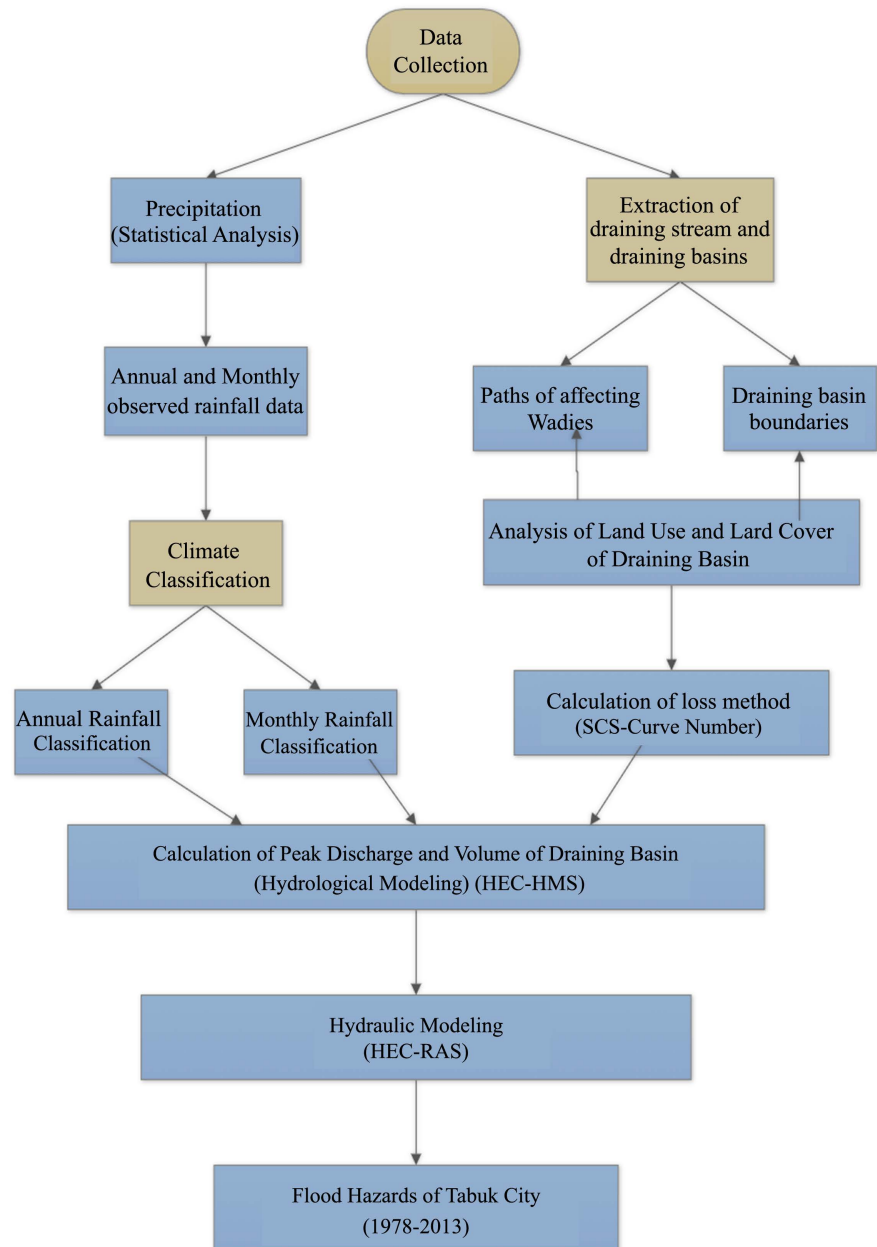 Data
Collection
Precipitation
(Statistical Analysis)
Extraction of
draining stream and
draining basins
Annual and Monthly
observed rainfall data
Paths of affecting
Wadies
Draining basin
boundaries
Analysis of Land Use and Lard Cover
of Draining Basin
Climate
Classification
Annual Rainfall
Classification
Monthly Rainfall
Classification
Calculation of loss method
(SCS-Curve Number)
Calculation of Peak Discharge and Volume of Draining Basin
(Hydrological Modeling) (HEC-HMS)
Hydraulic Modeling
(HEC-RAS)
Flood Hazards of Tabuk City
(1978-2013)